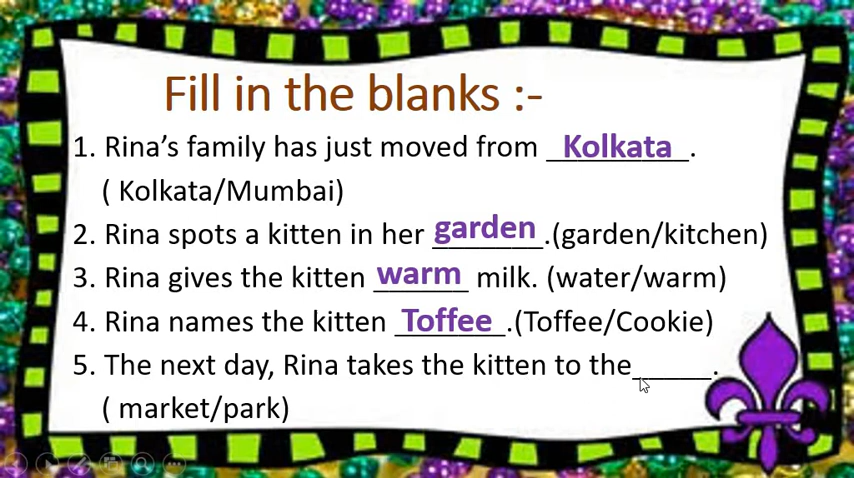 Fill in the blanks :-
1. Rina's family has just moved from Kolkata.
( Kolkata/Mumbai)
2. Rina spots a kitten in her garden.(garden/kitchen)
3. Rina gives the kitten warm milk. (water/warm)
4. Rina names the kitten Toffee.(Toffee/Cookie)
5. The next day, Rina takes the kitten to the______.
( market/park)